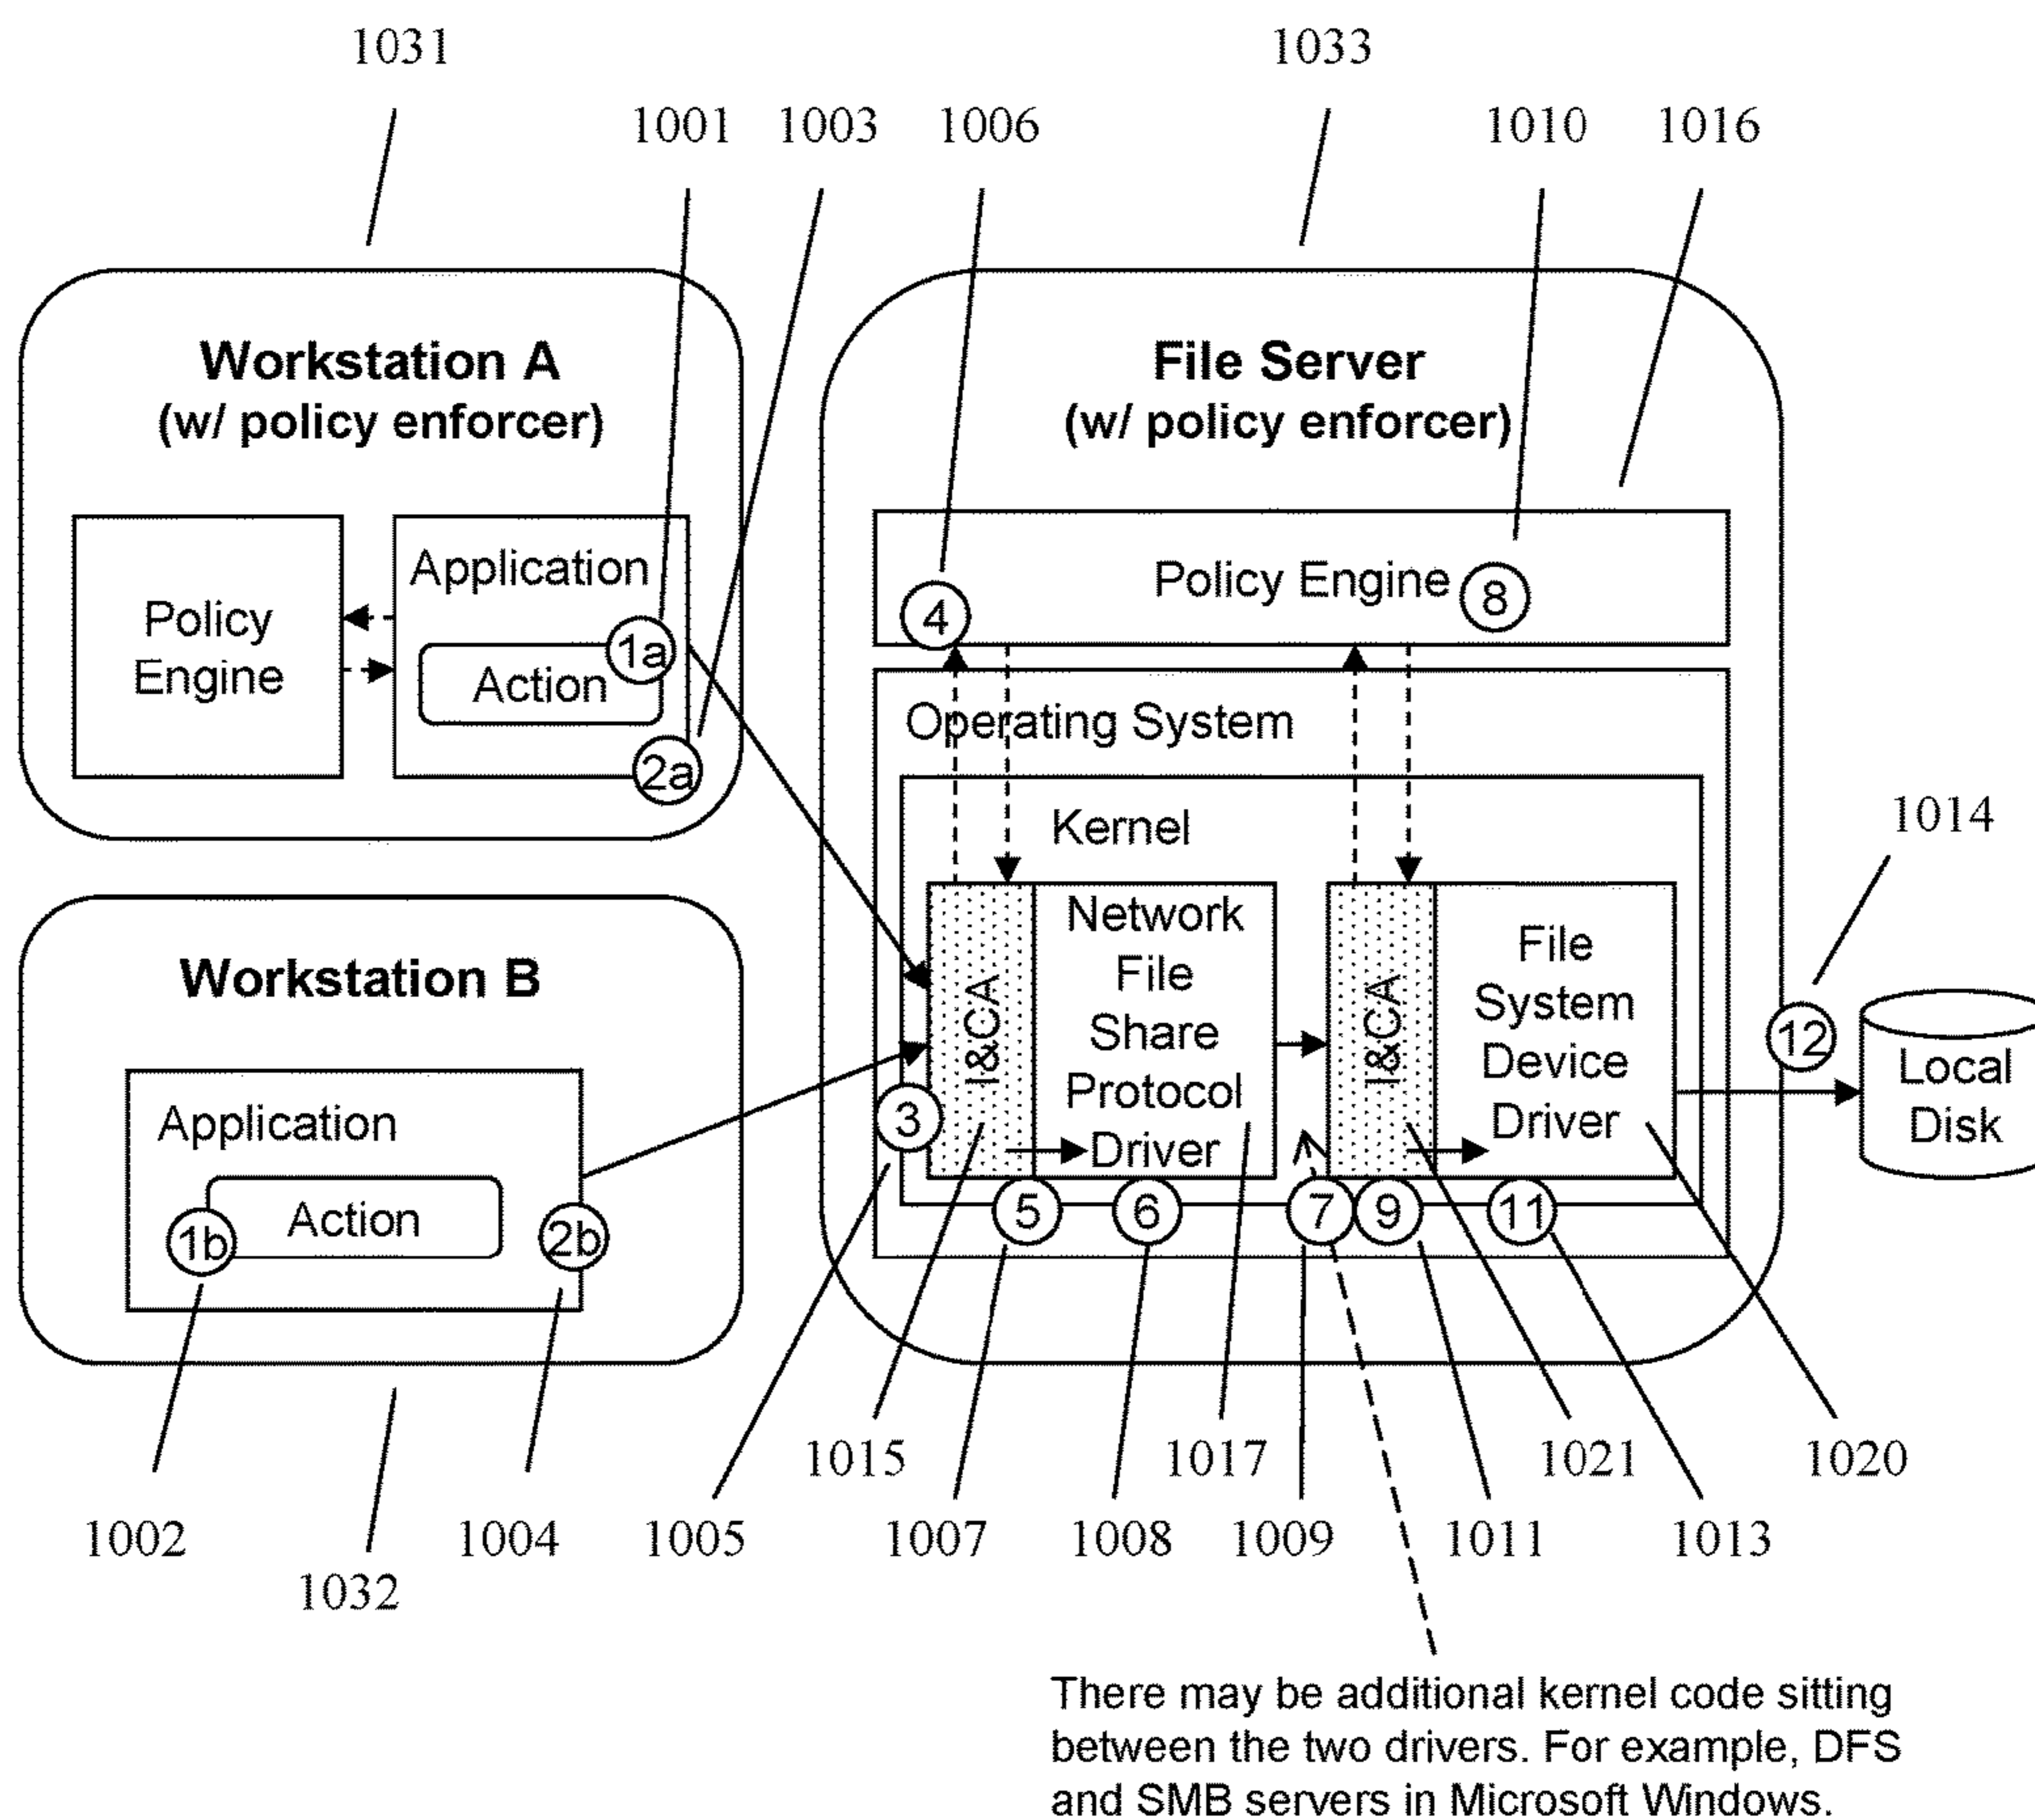 1031
1033
1001 1003 1006 1010 1016
Workstation A
(w/ policy enforcer)
Policy
Engine
Application
Action
1a
2a
File Server
(w/ policy enforcer)
4
Policy Engine
8
Operating System
Kernel
I&CA
Network
File
Share
Protocol
Driver
I&CA
File
System
Device
Driver
3
5
6
7
9
11
1014
12
Local
Disk
Workstation B
Application
Action
1b
2b
1015 1017 1021 1020
1002 1004 1005 1007 1008 1009 1011 1013
1032
There may be additional kernel code sitting
between the two drivers. For example, DFS
and SMB servers in Microsoft Windows.